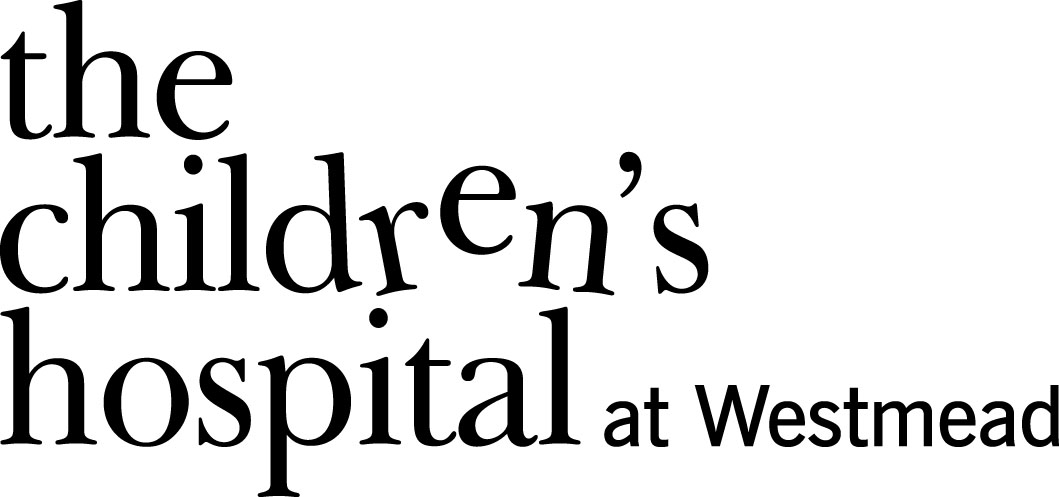 the
children’s
hospital at Westmead